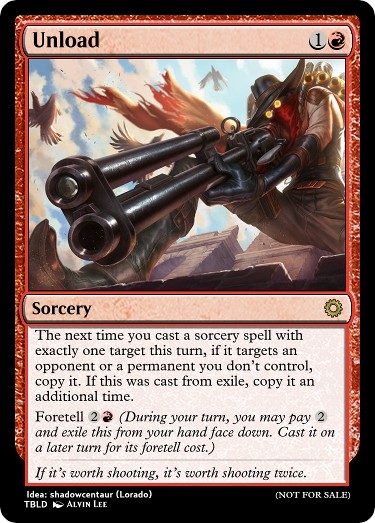 Unload 1
Sorcery
The next time you cast a sorcery spell with
exactly one target this turn, if it targets an
opponent or a permanent you don't control,
copy it. If this was cast from exile, copy it an
additional time.
Foretell 2 (During your turn, you may pay 2
and exile this from your hand face down. Cast it on
a later turn for its foretell cost.)
If it's worth shooting, it's worth shooting twice.
Idea: shadowcentaur (Lorado)
(NOT FOR SALE)
TBLD Alvin Lee